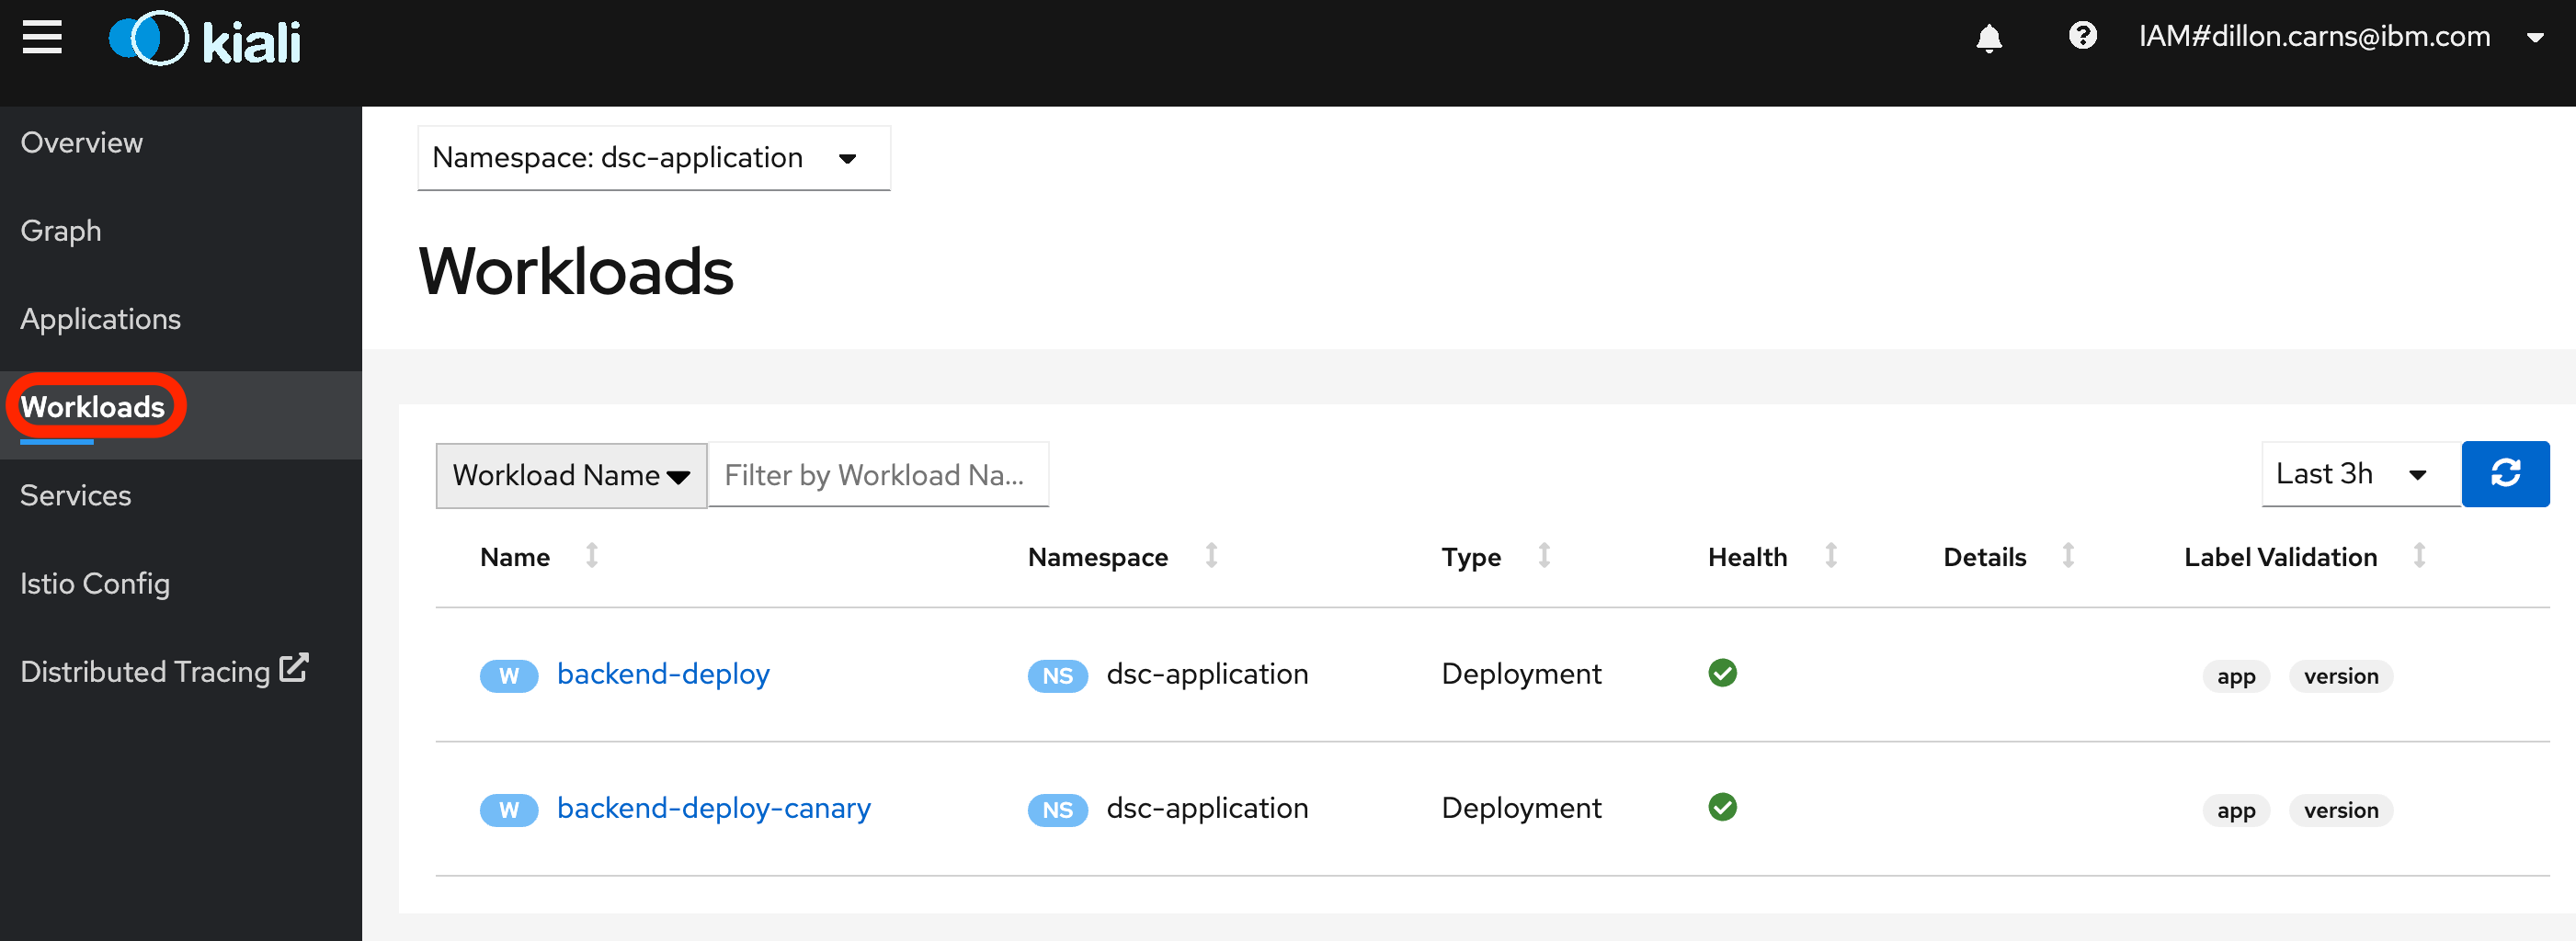 kiali
IAM#dillon.carns@ibm.com
Overview
Graph
Applications
Workloads
Services
Istio Config
Distributed Tracing
Namespace: dsc-application
Workloads
Workload Name Filter by Workload Na... Last 3h
Name Namespace Type Health Details Label Validation
W backend-deploy NS dsc-application Deployment app version
W backend-deploy-canary NS dsc-application Deployment app version